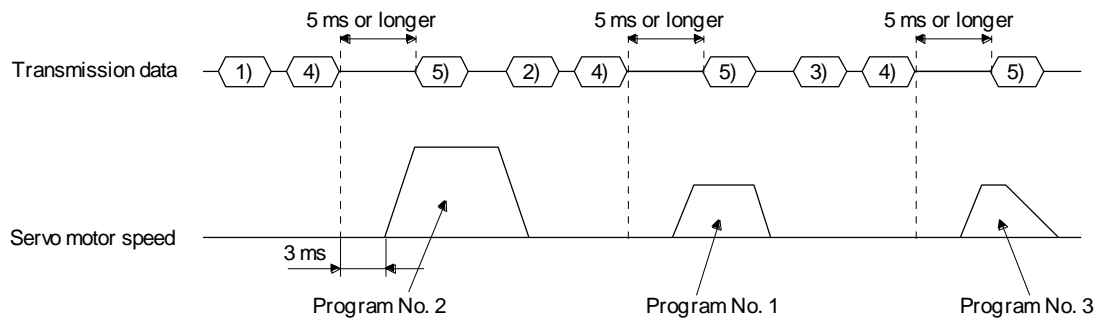 5 ms or longer 5 ms or longer 5 ms or longer
Transmission data 1) 4) 5) 2) 4) 5) 3) 4) 5)
Servo motor speed
3 ms
Program No. 2 Program No. 1 Program No. 3